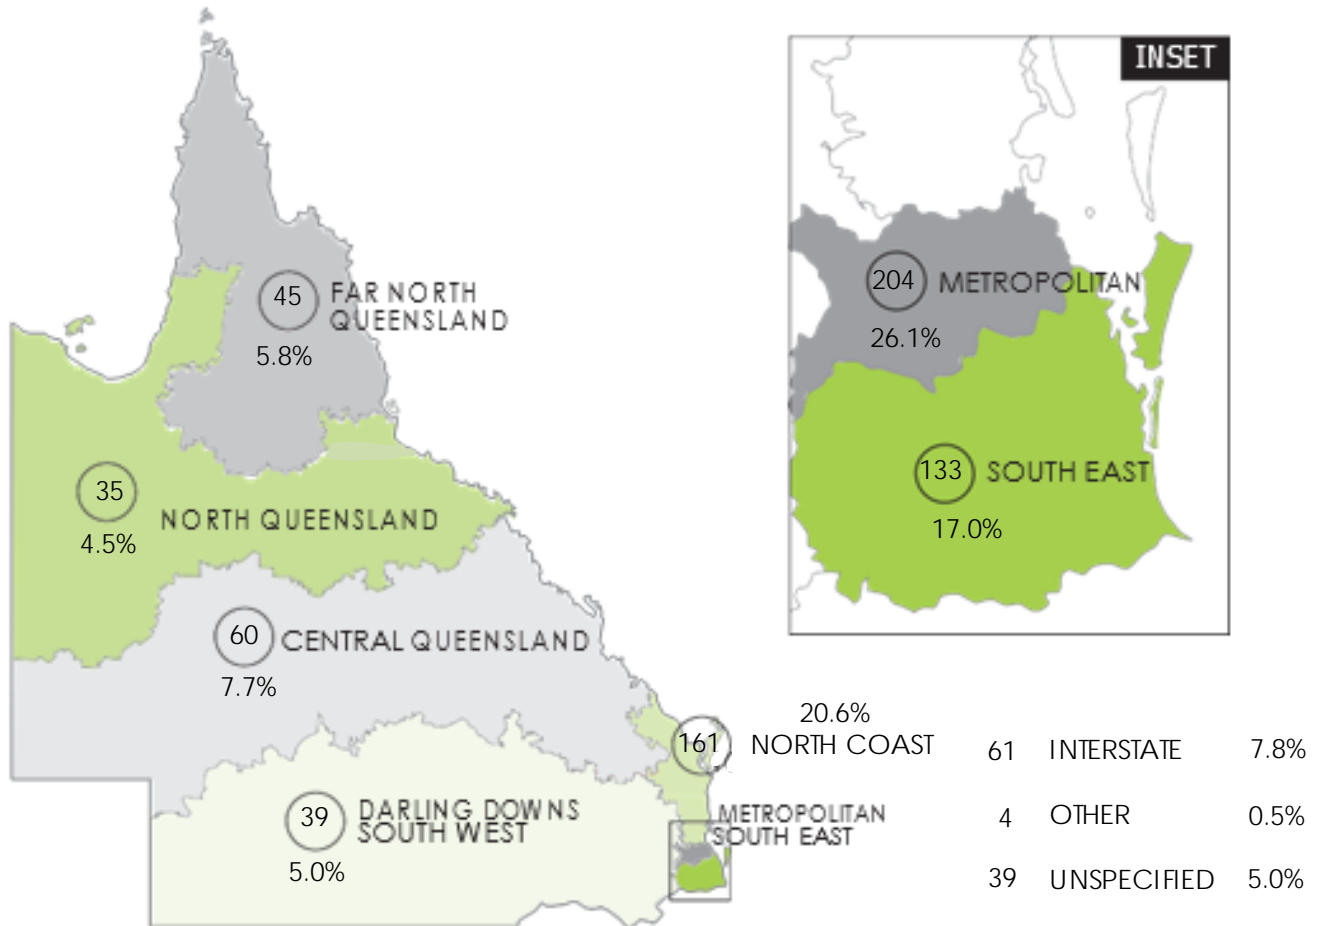 INSET
45
FAR NORTH
QUEENSLAND
5.8%
204
METROPOLITAN
26.1%
35
NORTH QUEENSLAND
4.5%
133
SOUTH EAST
17.0%
60
CENTRAL QUEENSLAND
7.7%
20.6%
161
NORTH COAST
39
DARLING DOWNS
SOUTH WEST
5.0%
METROPOLITAN
SOUTH EAST
61 INTERSTATE 7.8%
4 OTHER 0.5%
39 UNSPECIFIED 5.0%